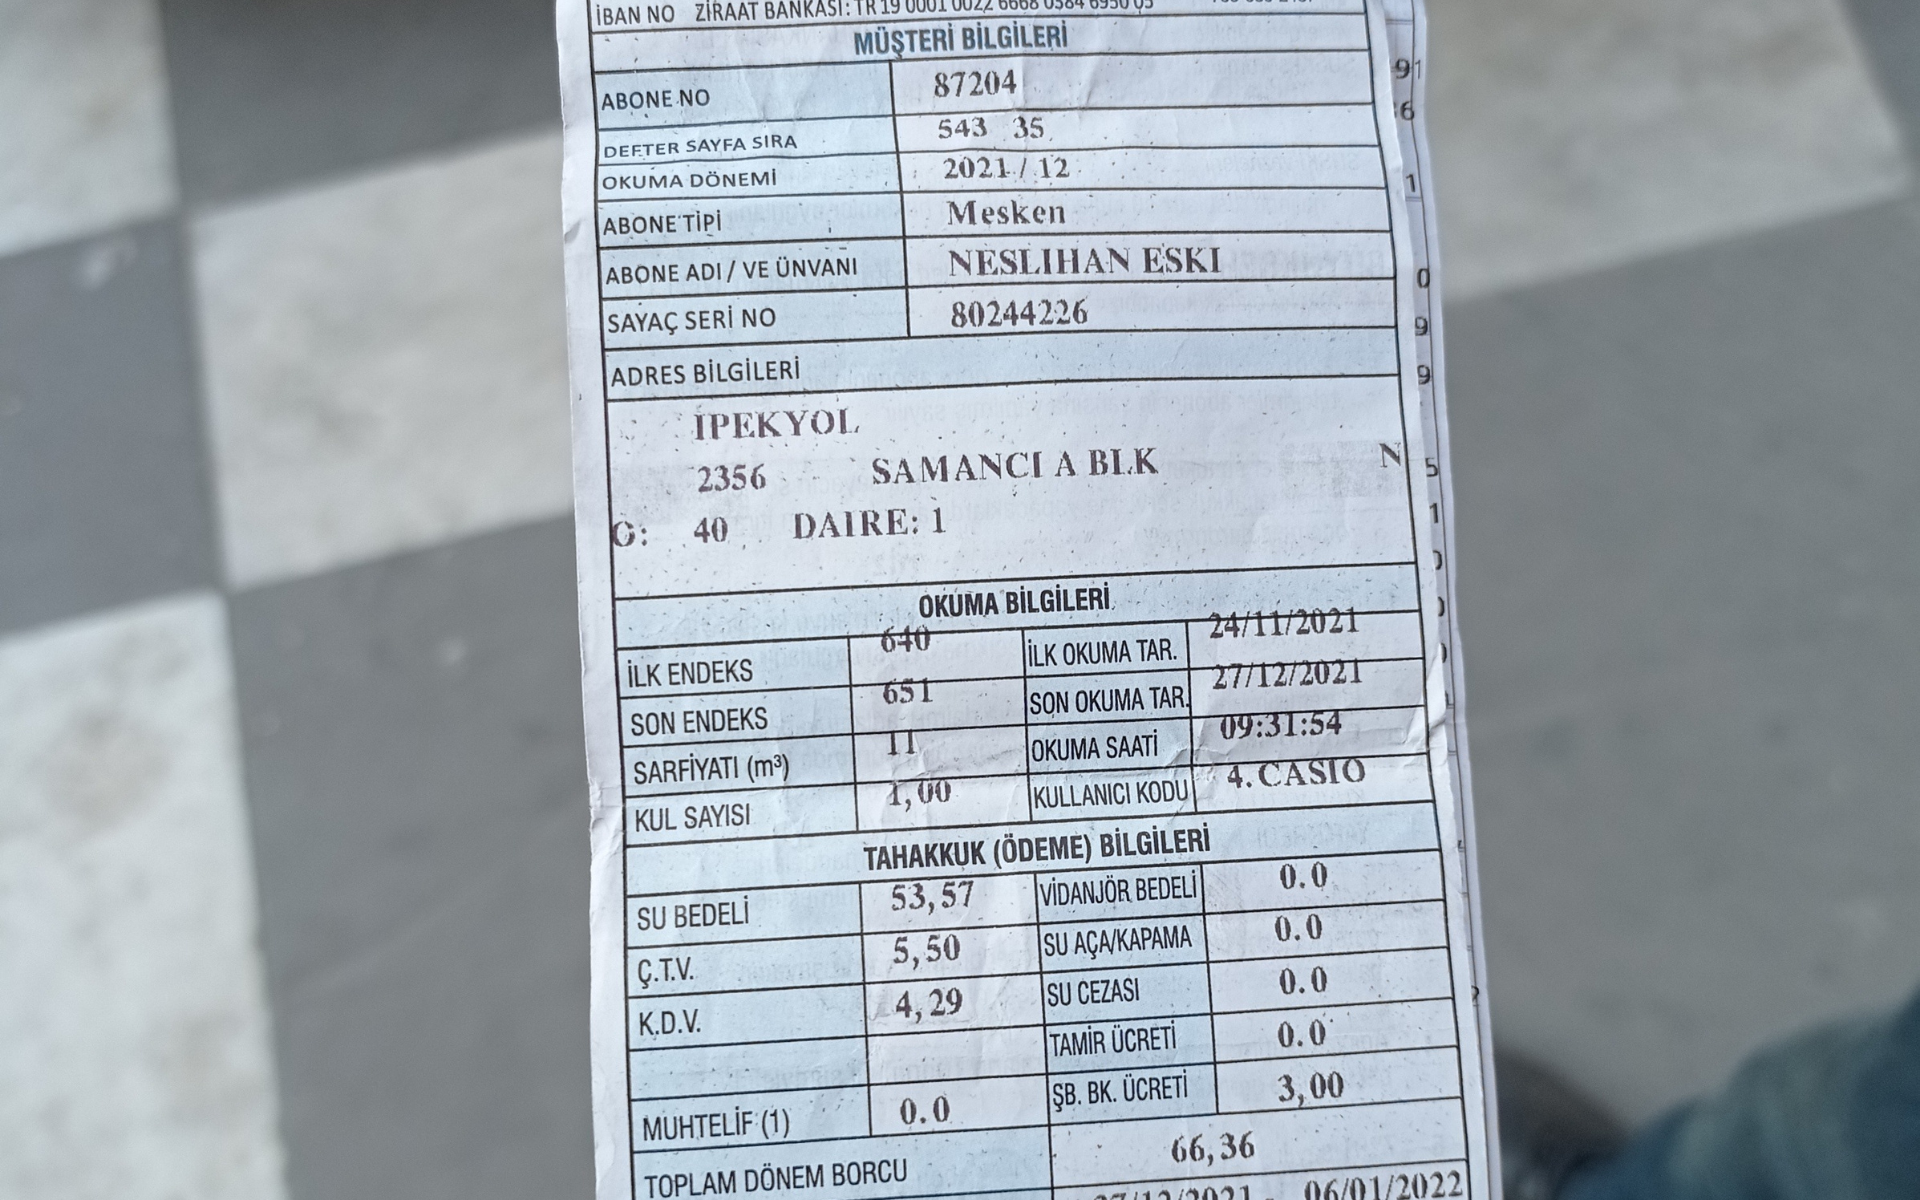 İBAN NO ZİRAAT BANKASI: TR 19 0001 0022 6668 0384 6950 05
MÜŞTERİ BİLGİLERİ
ABONE NO 87204
DEFTER SAYFA SIRA 543 35
OKUMA DÖNEMİ 2021 / 12
ABONE TİPİ Mesken
ABONE ADI / VE ÜNVANI NESLIHAN ESKI
SAYAÇ SERİ NO 80244226
ADRES BİLGİLERİ
IPEKYOL
2356 SAMANCI A BLK N
O: 40 DAIRE: 1
OKUMA BİLGİLERİ
İLK ENDEKS 640 İLK OKUMA TAR. 24/11/2021
SON ENDEKS 651 SON OKUMA TAR. 27/12/2021
SARFİYATI (m³) 11 OKUMA SAATİ 09:31:54
KUL SAYISI 1,00 KULLANICI KODU 4. CASIO
TAHAKKUK (ÖDEME) BİLGİLERİ
SU BEDELİ 53,57 VİDANJÖR BEDELİ 0.0
Ç.T.V. 5,50 SU AÇA/KAPAMA 0.0
K.D.V. 4,29 SU CEZASI 0.0
TAMİR ÜCRETİ 0.0
MUHTELİF (1) 0.0 ŞB. BK. ÜCRETİ 3,00
TOPLAM DÖNEM BORCU 66,36
27/12/2021 - 06/01/2022